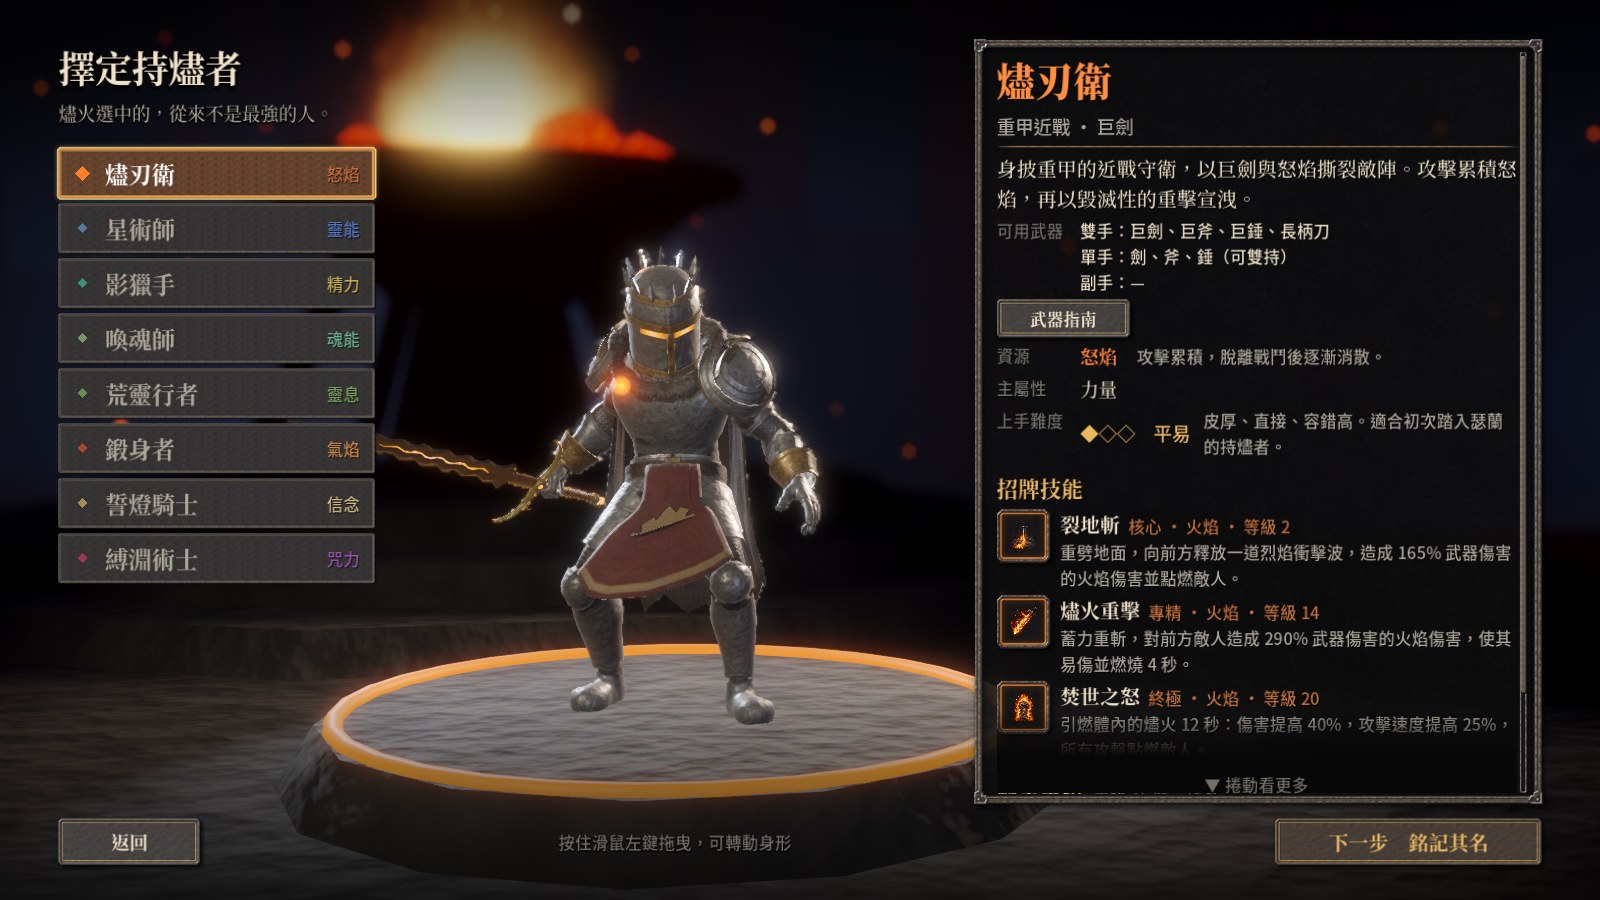 擇定持燼者
燼火選中的，從來不是最強的人。
燼刃衛 怒焰
星術師 靈能
影獵手 精力
喚魂師 魂能
荒靈行者 靈息
鍛身者 氣焰
誓燈騎士 信念
縛淵術士 咒力
返回
按住滑鼠左鍵拖曳，可轉動身形
燼刃衛
重甲近戰 · 巨劍
身披重甲的近戰守衛，以巨劍與怒焰撕裂敵陣。攻擊累積怒
焰，再以毀滅性的重擊宣洩。
可用武器 雙手：巨劍、巨斧、巨錘、長柄刀
單手：劍、斧、錘（可雙持）
副手：—
武器指南
資源 怒焰 攻擊累積，脫離戰鬥後逐漸消散。
主屬性 力量
上手難度 ◆◇◇ 平易 皮厚、直接、容錯高。適合初次踏入瑟蘭
的持燼者。
招牌技能
裂地斬 核心 · 火焰 · 等級 2
重劈地面，向前方釋放一道烈焰衝擊波，造成 165% 武器傷害
的火焰傷害並點燃敵人。
燼火重擊 專精 · 火焰 · 等級 14
蓄力重斬，對前方敵人造成 290% 武器傷害的火焰傷害，使其
易傷並燃燒 4 秒。
焚世之怒 終極 · 火焰 · 等級 20
引燃體內的燼火 12 秒：傷害提高 40%，攻擊速度提高 25%，
所有攻擊點燃敵人。
▼ 捲動看更多
下一步 銘記其名